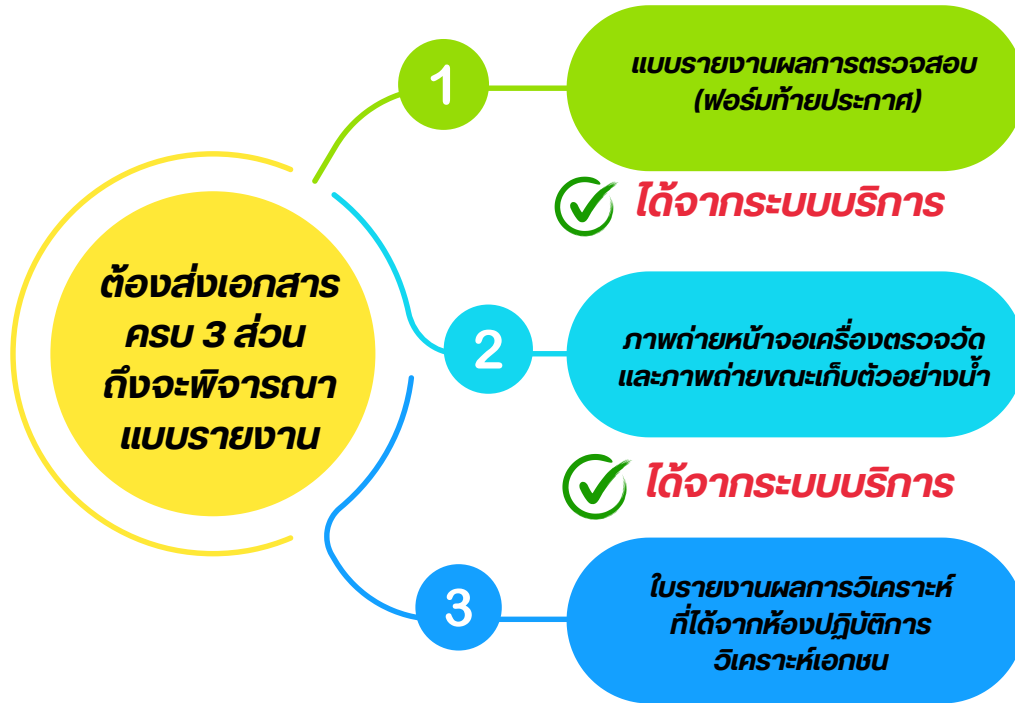 1
แบบรายงานผลการตรวจสอบ
(ฟอร์มท้ายประกาศ)
ได้จากระบบบริการ
ต้องส่งเอกสาร
ครบ 3 ส่วน
ถึงจะพิจารณา
แบบรายงาน
2
ภาพถ่ายหน้าจอเครื่องตรวจวัด
และภาพถ่ายขณะเก็บตัวอย่างน้ำ
ได้จากระบบบริการ
3
ใบรายงานผลการวิเคราะห์
ที่ได้จากห้องปฏิบัติการ
วิเคราะห์เอกชน